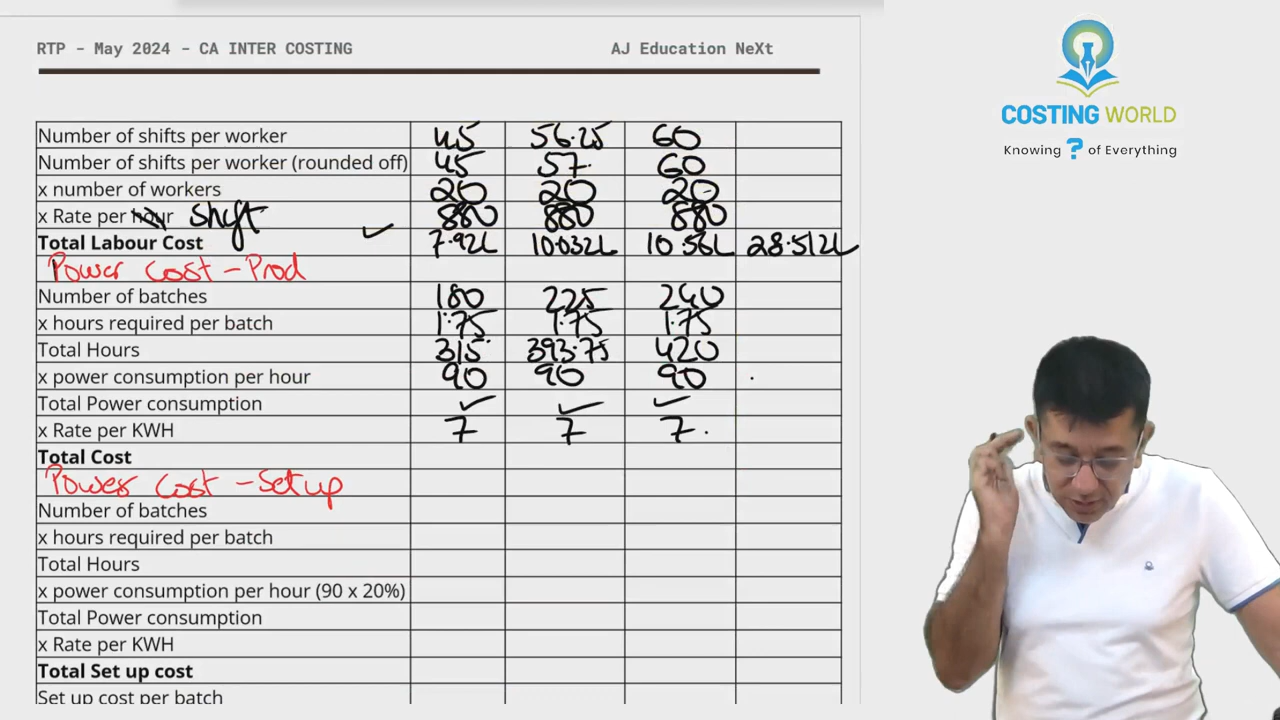 RTP - May 2024 - CA INTER COSTING AJ Education NeXt
COSTING WORLD
Knowing ? of Everything
Number of shifts per worker 45 56.25 60
Number of shifts per worker (rounded off) 45 57. 60
x number of workers 20 20 20
x Rate per hour shift 880 880 880
Total Labour Cost ✓ 7.92L 10.032L 10.56L 28.512L
Power Cost - Prod
Number of batches 180 225 240
x hours required per batch 1.75 1.75 1.75
Total Hours 315 393.75 420
x power consumption per hour 90 90 90
Total Power consumption ✓ ✓ ✓
x Rate per KWH 7 7 7.
Total Cost
Power Cost - Set up
Number of batches
x hours required per batch
Total Hours
x power consumption per hour (90 x 20%)
Total Power consumption
x Rate per KWH
Total Set up cost
Set up cost per batch